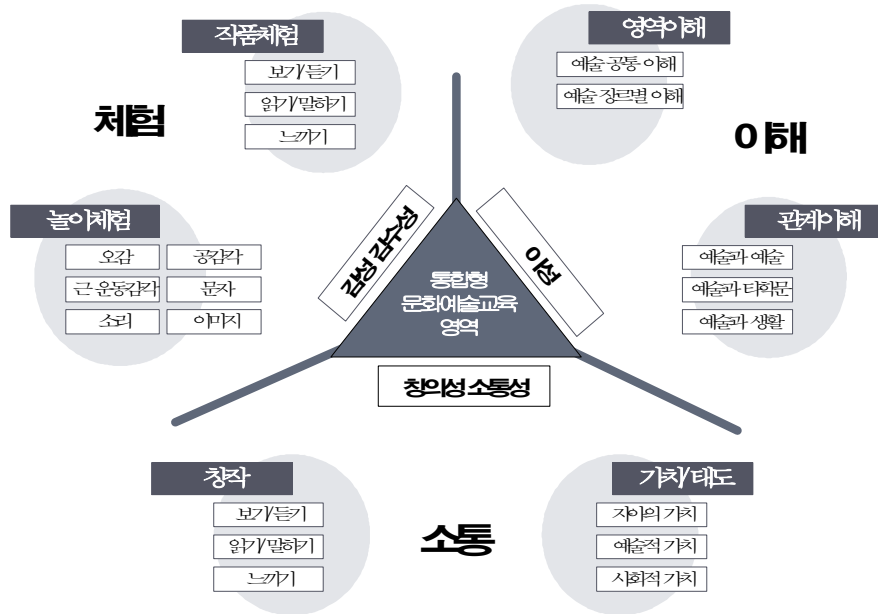 작품체험
보기/듣기
읽기/말하기
느끼기
체험
영역이해
예술 공통 이해
예술 장르별 이해
이해
놀이체험
오감
공감각
근 운동감각
문자
소리
이미지
관계이해
예술과 예술
예술과 타학문
예술과 생활
감성 감수성
이성
통합형
문화예술교육
영역
창의성 소통성
창작
보기/듣기
읽기/말하기
느끼기
소통
가치/태도
자아의 가치
예술적 가치
사회적 가치